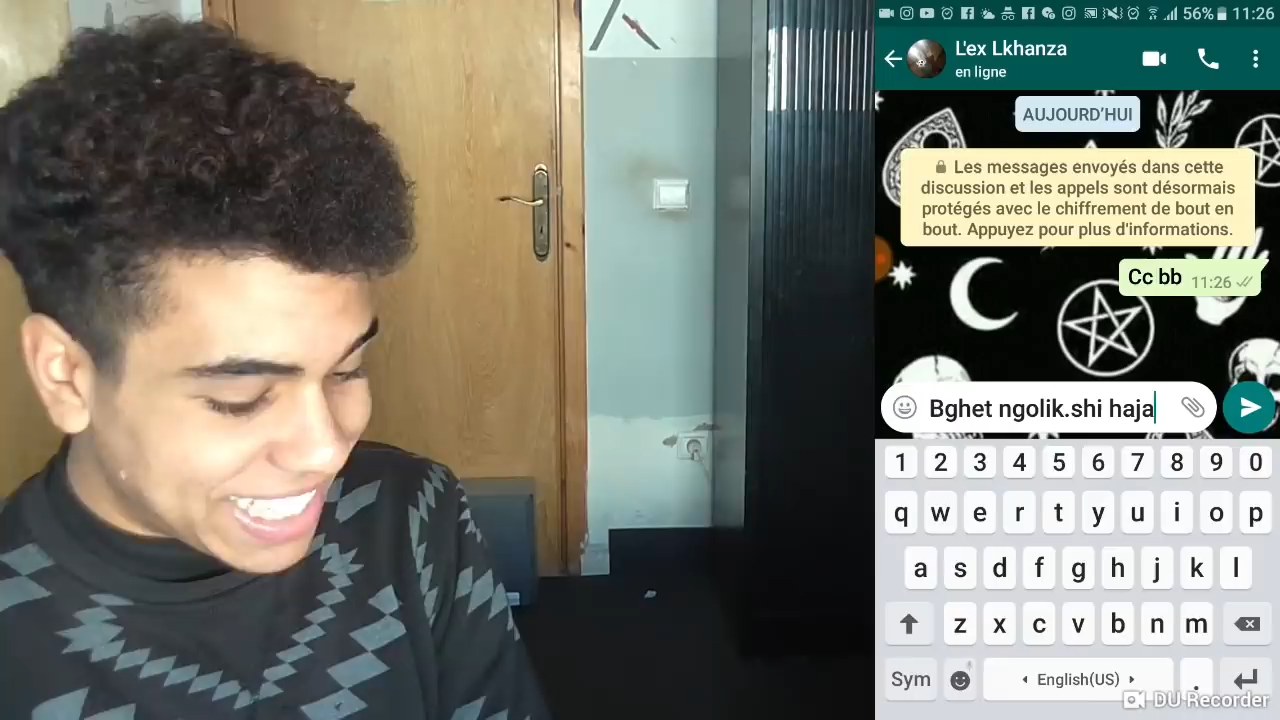 56% 11:26
L'ex Lkhanza
en ligne
AUJOURD'HUI
Les messages envoyés dans cette
discussion et les appels sont désormais
protégés avec le chiffrement de bout en
bout. Appuyez pour plus d'informations.
Cc bb 11:26
Bghet ngolik.shi haja
1 2 3 4 5 6 7 8 9 0
q w e r t y u i o p
a s d f g h j k l
z x c v b n m
Sym English(US) .
DU Recorder